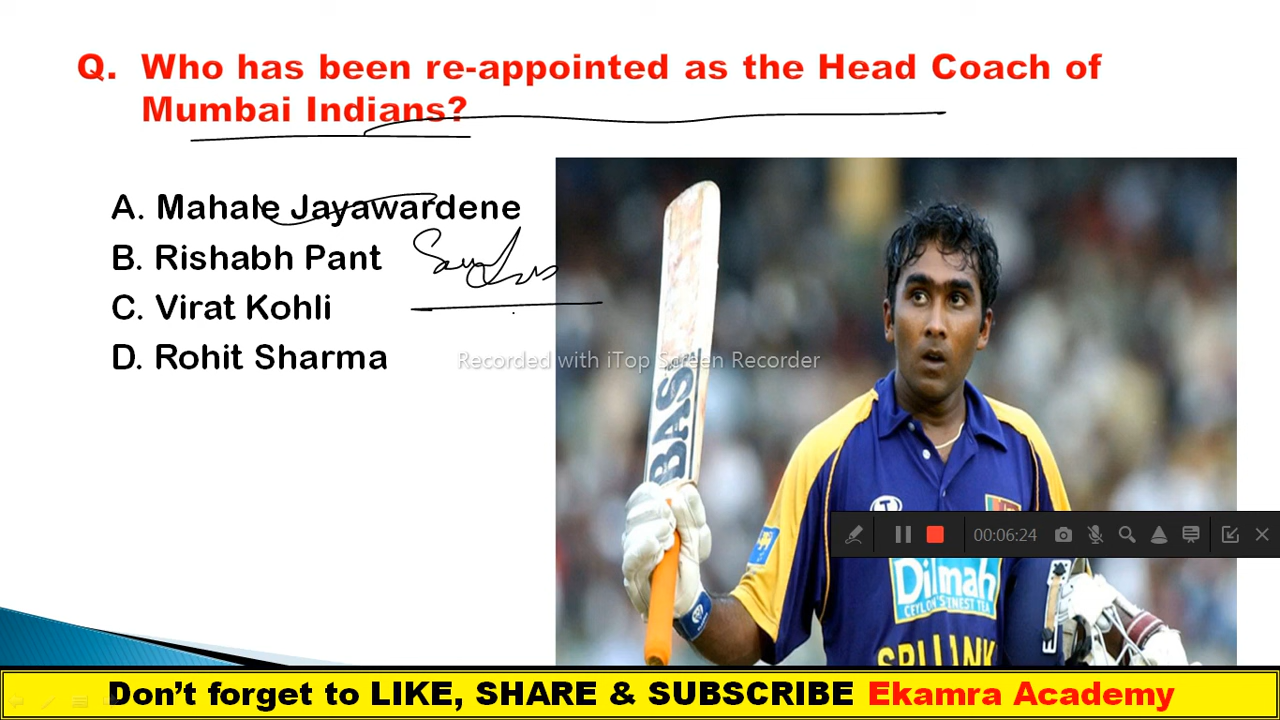 Q. Who has been re-appointed as the Head Coach of
Mumbai Indians?
A. Mahale Jayawardene
B. Rishabh Pant
C. Virat Kohli
D. Rohit Sharma
Recorded with iTop Screen Recorder
BAS
00:06:24
Dilmah
CEYLON'S FINEST TEA
SRI LANK
Don't forget to LIKE, SHARE & SUBSCRIBE Ekamra Academy